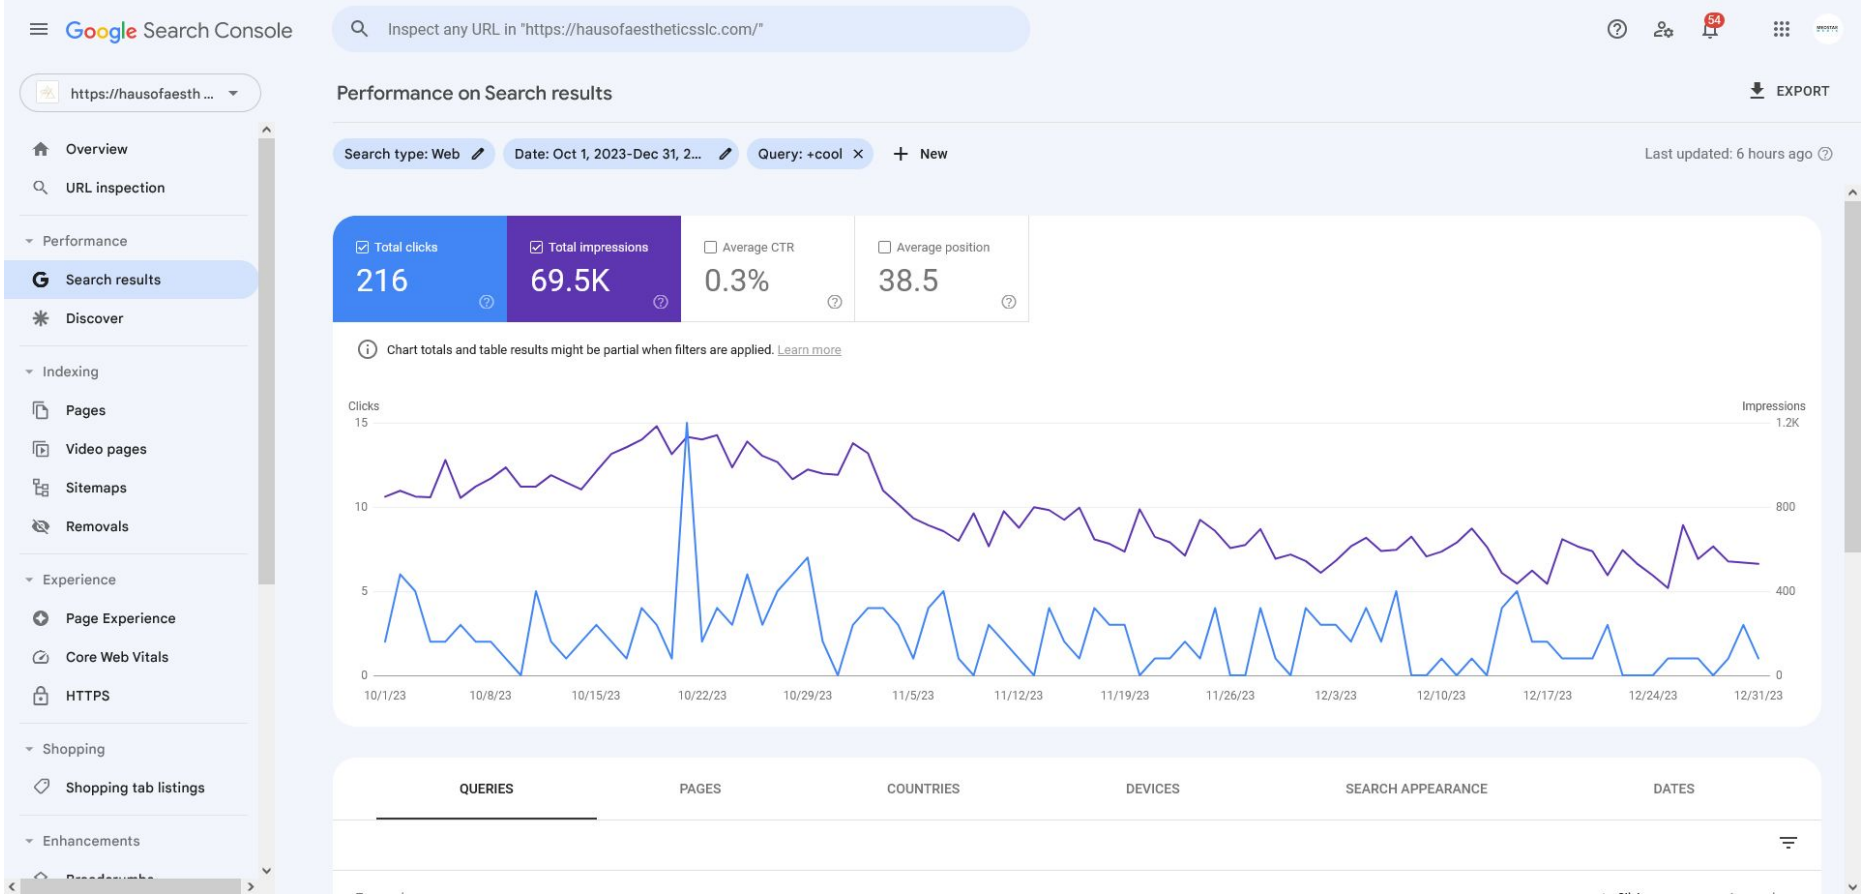 Google Search Console
Inspect any URL in "https://hausofaestheticsslc.com/"
54
https://hausofaesth ...
Performance on Search results
EXPORT
Search type: Web
Date: Oct 1, 2023-Dec 31, 2...
Query: +cool
New
Last updated: 6 hours ago
Overview
URL inspection
Performance
Search results
Discover
Indexing
Pages
Video pages
Sitemaps
Removals
Experience
Page Experience
Core Web Vitals
HTTPS
Shopping
Shopping tab listings
Enhancements
Breadcrumbs
Total clicks
216
Total impressions
69.5K
Average CTR
0.3%
Average position
38.5
Chart totals and table results might be partial when filters are applied. Learn more
Clicks
Impressions
15
1.2K
10
800
5
400
0
0
10/1/23 10/8/23 10/15/23 10/22/23 10/29/23 11/5/23 11/12/23 11/19/23 11/26/23 12/3/23 12/10/23 12/17/23 12/24/23 12/31/23
QUERIES PAGES COUNTRIES DEVICES SEARCH APPEARANCE DATES